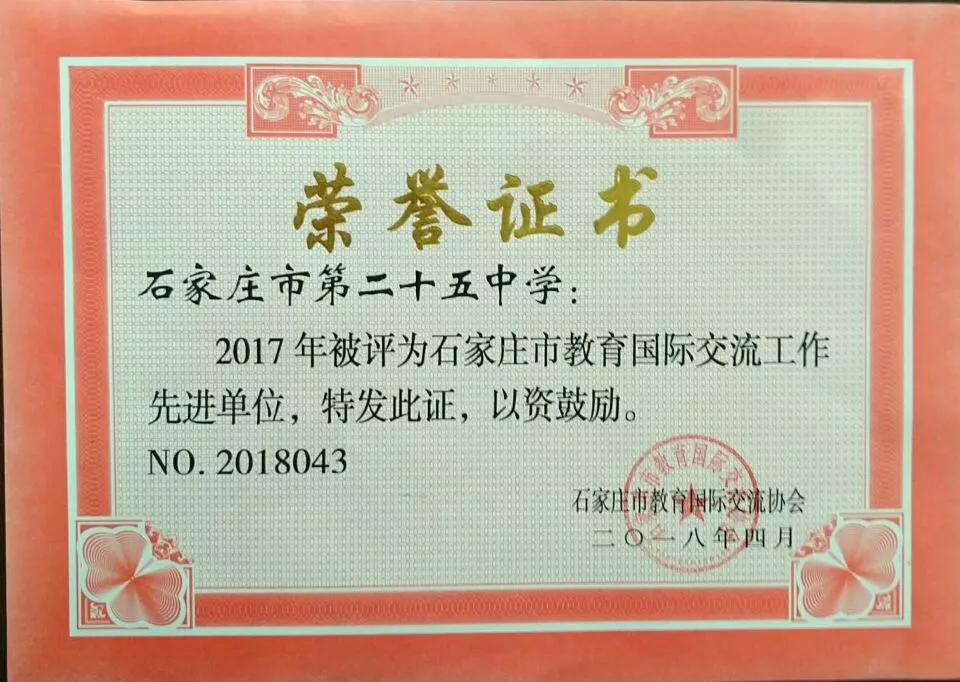 荣誉证书
石家庄市第二十五中学：
2017年被评为石家庄市教育国际交流工作
先进单位，特发此证，以资鼓励。
NO. 2018043
石家庄市教育国际交流协会
二〇一八年四月